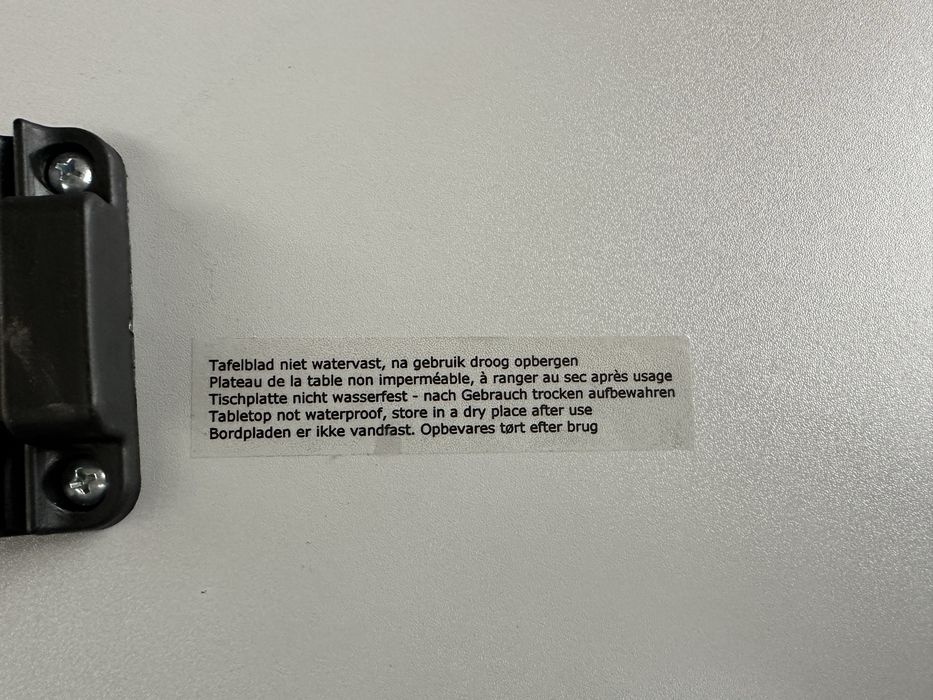 Tafelblad niet watervast, na gebruik droog opbergen
Plateau de la table non imperméable, à ranger au sec après usage
Tischplatte nicht wasserfest - nach Gebrauch trocken aufbewahren
Tabletop not waterproof, store in a dry place after use
Bordpladen er ikke vandfast. Opbevares tørt efter brug